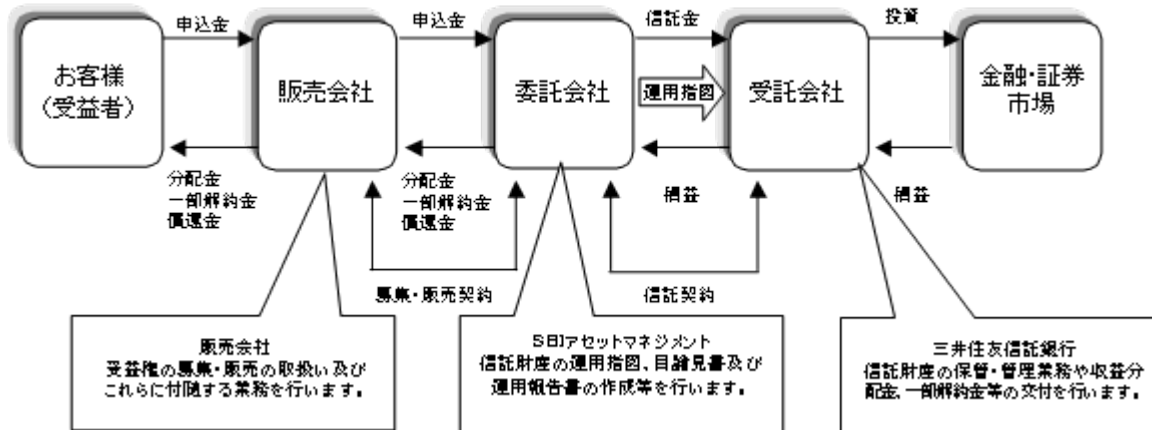 申込金
申込金
信託金
投資
お客様
（受益者）
販売会社
委託会社
運用指図
受託会社
金融・証券
市場
分配金
一部解約金
償還金
分配金
一部解約金
償還金
損益
損益
募集・販売契約
信託契約
販売会社
受益権の募集・販売の取扱い及び
これらに付随する業務を行います。
SBIアセットマネジメント
信託財産の運用指図、目論見書及び
運用報告書の作成等を行います。
三井住友信託銀行
信託財産の保管・管理業務や収益分
配金、一部解約金等の交付を行います。